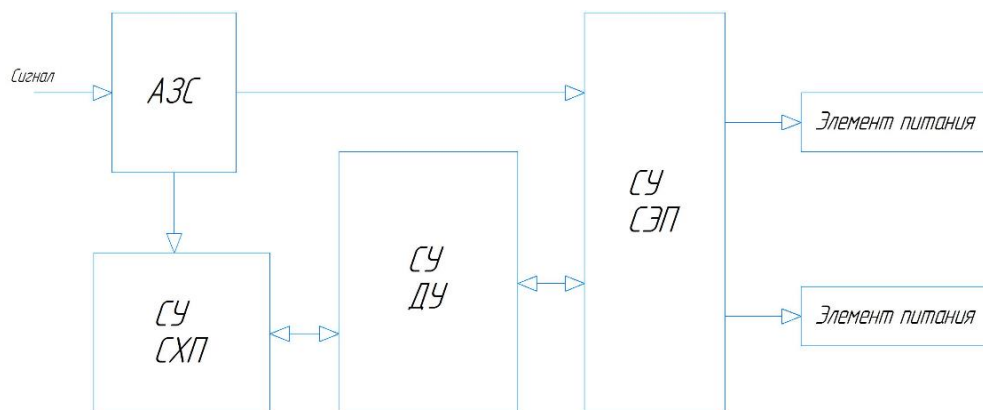 Сигнал
АЗС
Элемент питания
СУ
СЭП
СУ
ДУ
СУ
СХП
Элемент питания